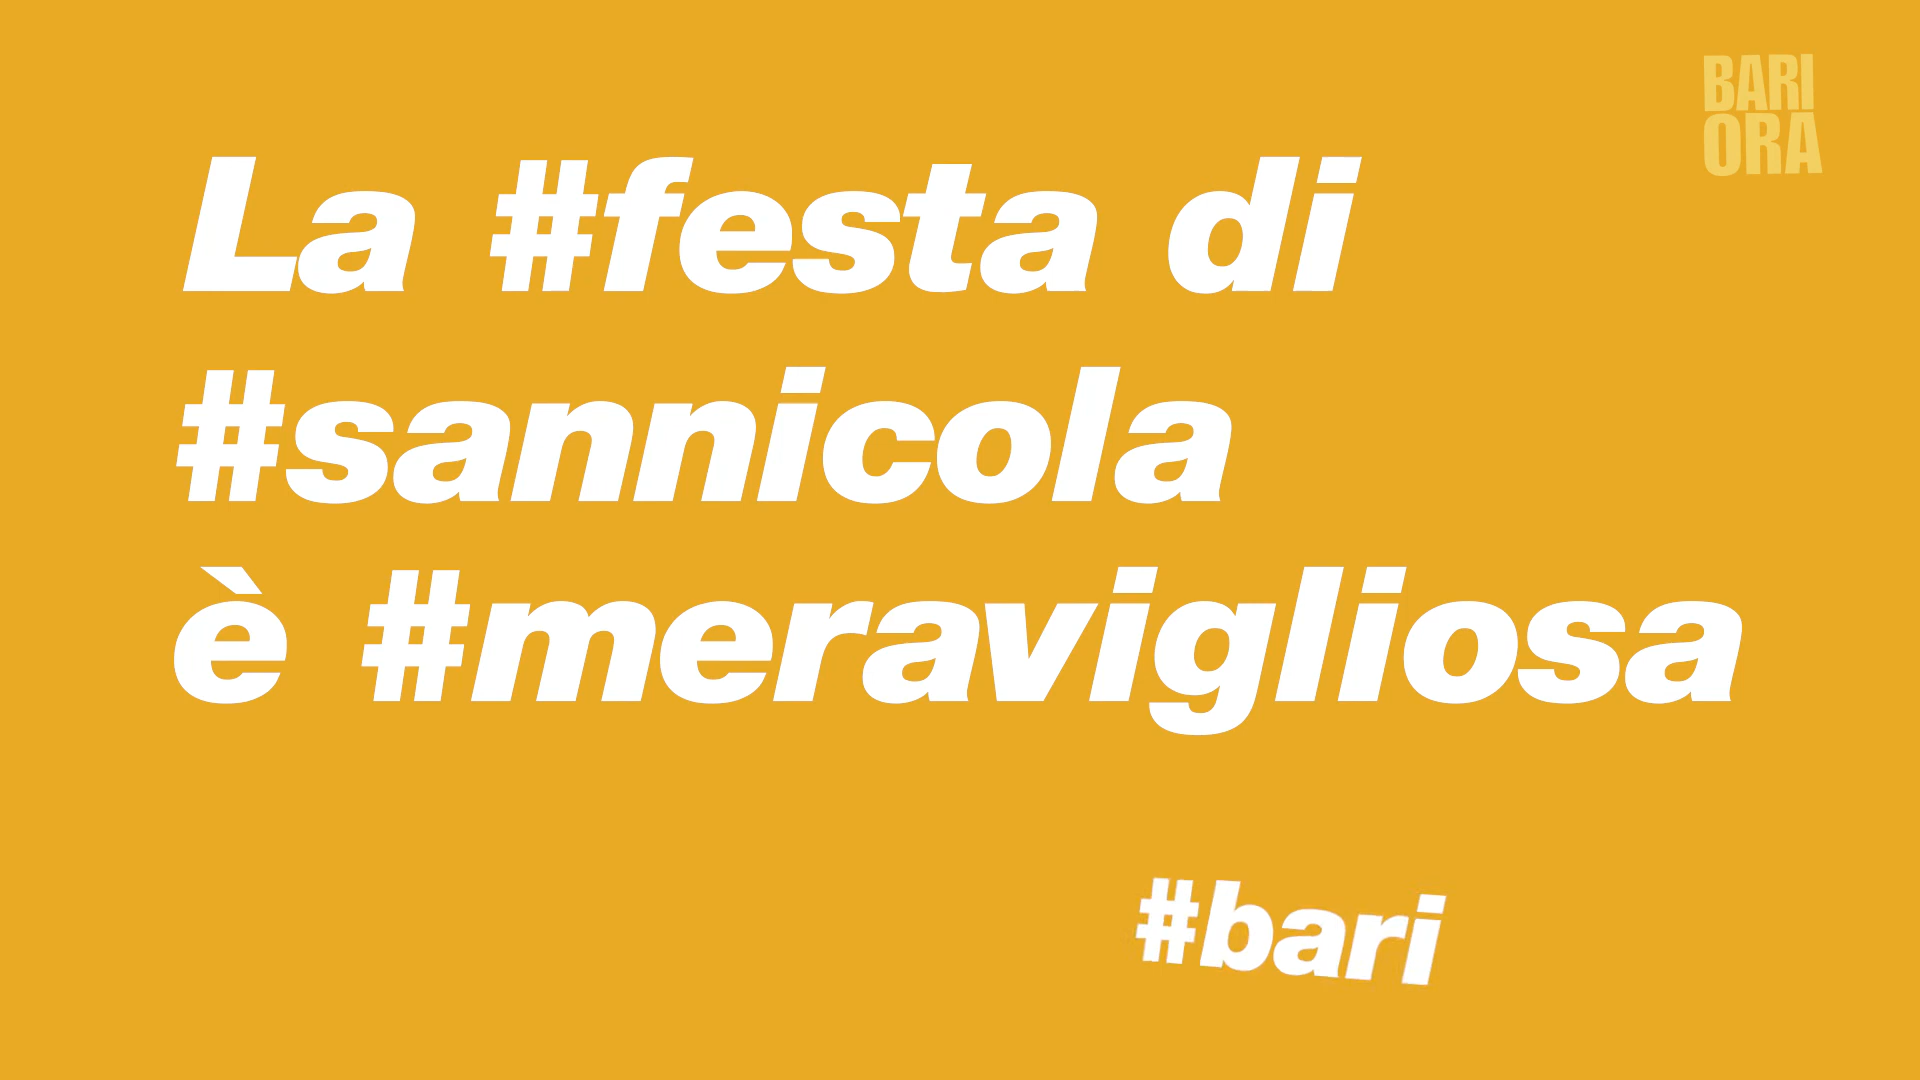 BARI
ORA
La #festa di
#sannicola
è #meravigliosa
#bari